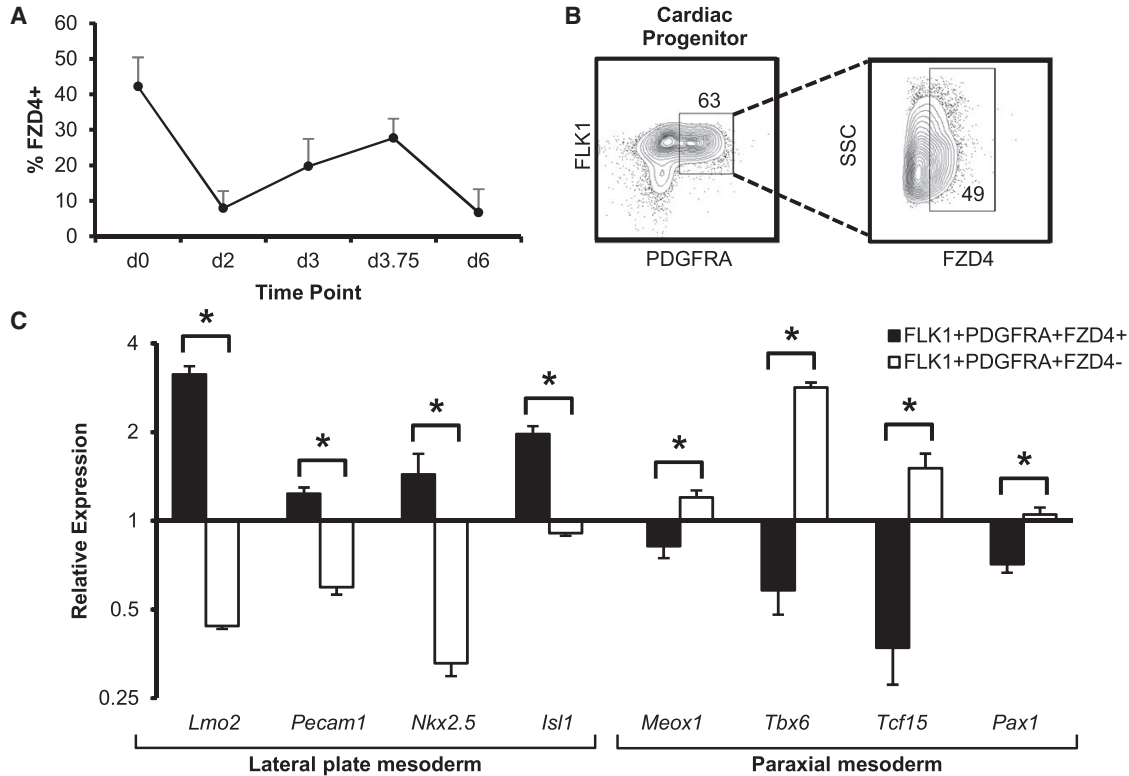 A
60
50
40
30
20
10
0
% FZD4+
d0 d2 d3 d3.75 d6
Time Point
B
Cardiac
Progenitor
63
FLK1
PDGFRA
SSC
49
FZD4
C
FLK1+PDGFRA+FZD4+
FLK1+PDGFRA+FZD4-
4
2
1
0.5
0.25
Relative Expression
* * * * * * * *
Lmo2 Pecam1 Nkx2.5 Isl1 Meox1 Tbx6 Tcf15 Pax1
Lateral plate mesoderm Paraxial mesoderm